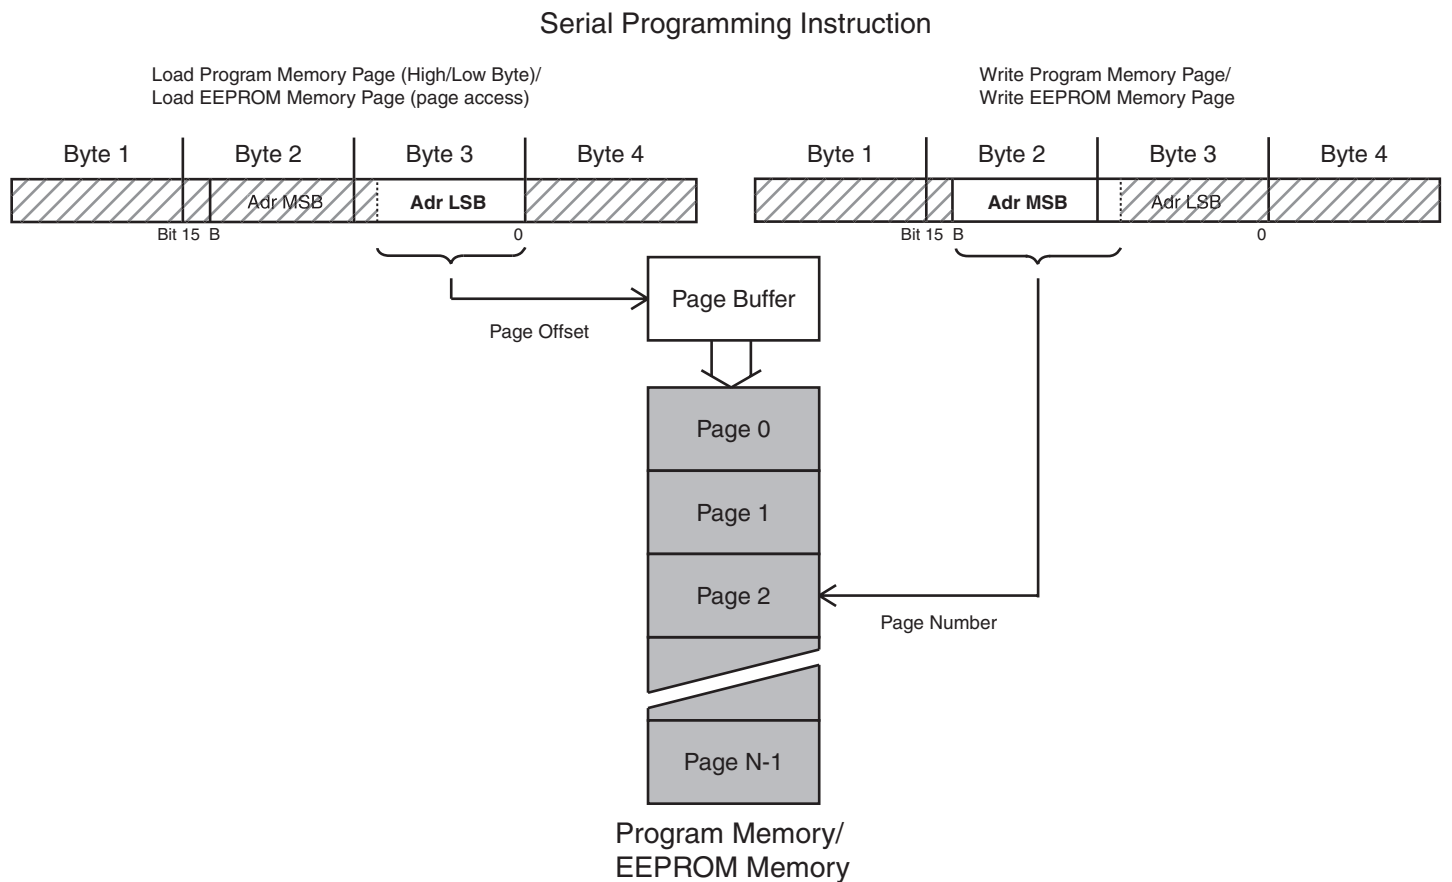 Serial Programming Instruction
Load Program Memory Page (High/Low Byte)/
Load EEPROM Memory Page (page access)
Write Program Memory Page/
Write EEPROM Memory Page
Byte 1 Byte 2 Byte 3 Byte 4
Adr MSB Adr LSB
Bit 15 B 0
Byte 1 Byte 2 Byte 3 Byte 4
Adr MSB Adr LSB
Bit 15 B 0
Page Buffer
Page Offset
Page 0
Page 1
Page 2
Page Number
Page N-1
Program Memory/
EEPROM Memory